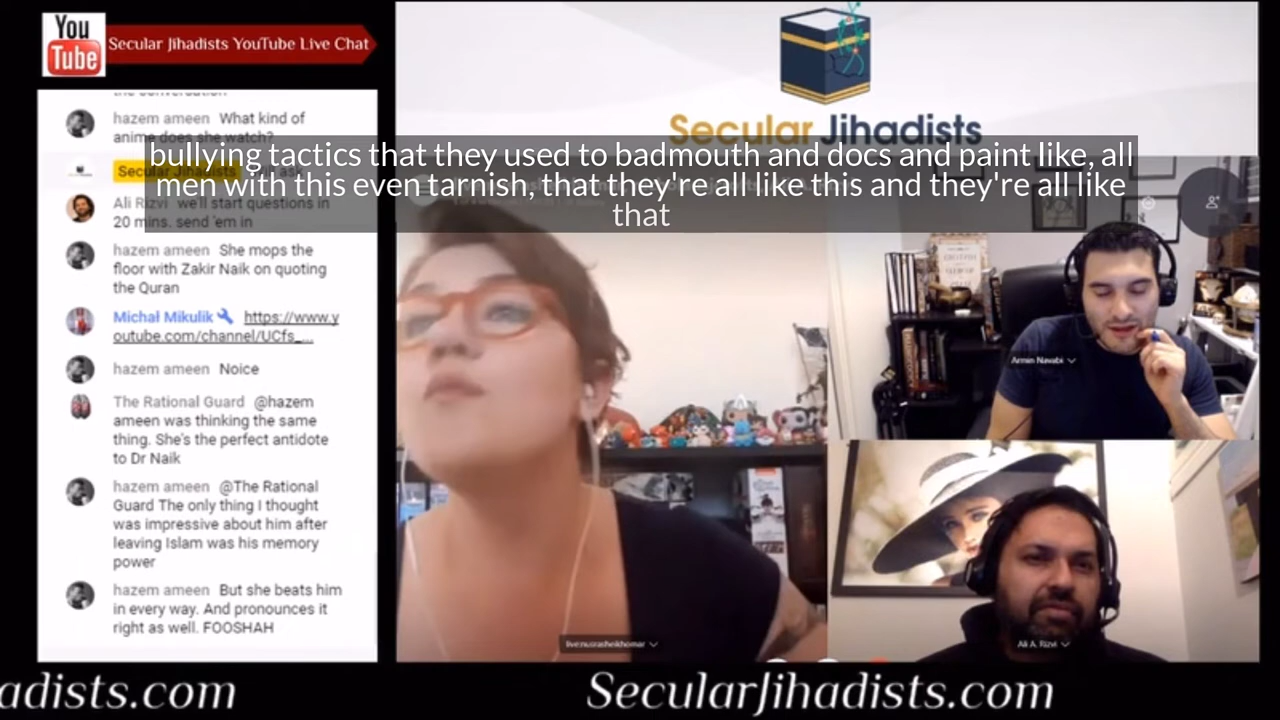 You
Tube
Secular Jihadists YouTube Live Chat
the conversation
hazem ameen What kind of
anime does she watch?
Secular Jihadists
ask
Ali Rizvi we'll start questions in
20 mins. send 'em in
hazem ameen She mops the
floor with Zakir Naik on quoting
the Quran
Michał Mikulik https://www.y
outube.com/channel/UCfs_...
hazem ameen Noice
The Rational Guard @hazem
ameen was thinking the same
thing. She's the perfect antidote
to Dr Naik
hazem ameen @The Rational
Guard The only thing I thought
was impressive about him after
leaving Islam was his memory
power
hazem ameen But she beats him
in every way. And pronounces it
right as well. FOOSHAH
Secular Jihadists
bullying tactics that they used to badmouth and docs and paint like, all
men with this even tarnish, that they're all like this and they're all like
that
Armin Navabi
live:nusrasheikhomar
Ali A. Rizvi
adists.com
SecularJihadists.com